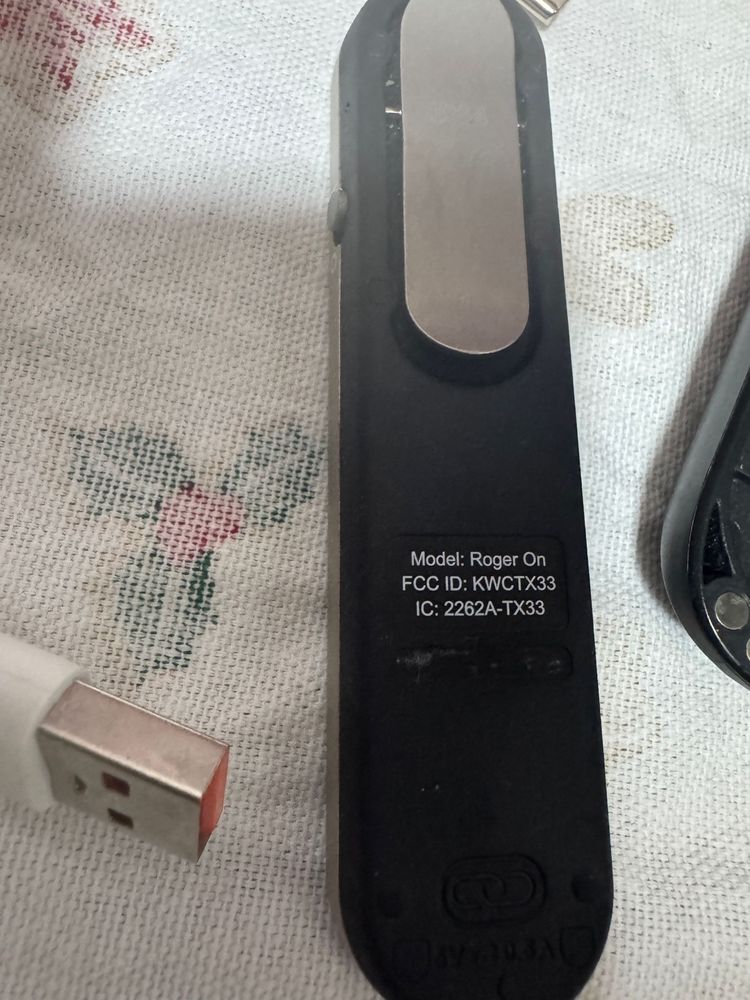 Model: Roger On
FCC ID: KWCTX33
IC: 2262A-TX33